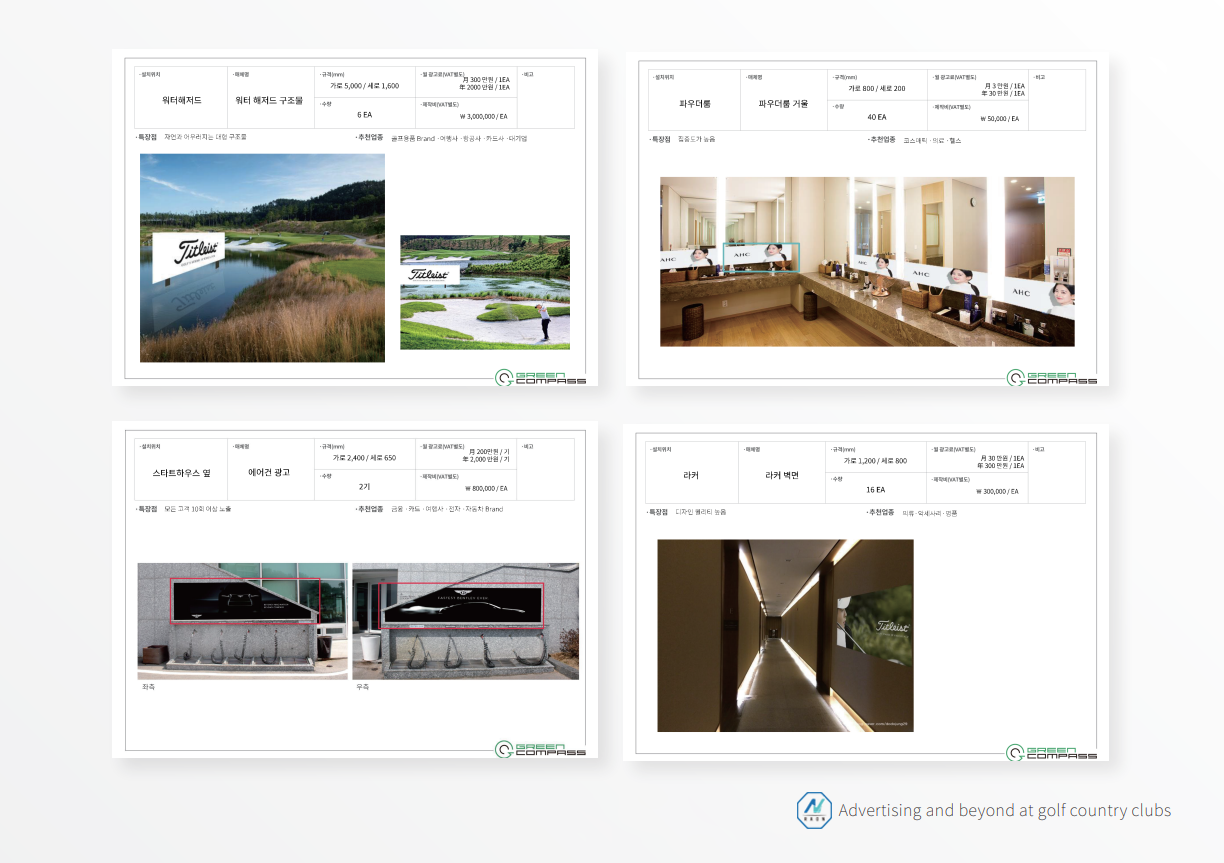 ·설치위치
·매체명
·규격(mm)
·월 광고료(VAT별도)
·비고
워터해저드
워터 해저드 구조물
가로 5,000 / 세로 1,600
月 300 만원 / 1EA
年 2000 만원 / 1EA
·수량
·제작비(VAT별도)
6 EA
₩ 3,000,000 / EA
·특장점 자연과 어우러지는 대형 구조물
·추천업종 골프용품 Brand · 여행사 · 항공사 · 카드사 · 대기업
Titleist
Titleist
GREEN COMPASS
·설치위치
·매체명
·규격(mm)
·월 광고료(VAT별도)
·비고
파우더룸
파우더룸 거울
가로 800 / 세로 200
月 3 만원 / 1EA
年 30 만원 / 1EA
·수량
·제작비(VAT별도)
40 EA
₩ 50,000 / EA
·특장점 집중도가 높음
·추천업종 코스메틱 · 의료 · 헬스
AHC
AHC
AHC
AHC
AHC
GREEN COMPASS
·설치위치
·매체명
·규격(mm)
·월 광고료(VAT별도)
·비고
스타트하우스 옆
에어건 광고
가로 2,400 / 세로 650
月 200만원 / 기
年 2,000 만원 / 기
·수량
·제작비(VAT별도)
2기
₩ 800,000 / EA
·특장점 모든 고객 10회 이상 노출
·추천업종 금융 · 카드 · 여행사 · 전자 · 자동차 Brand
좌측
우측
GREEN COMPASS
·설치위치
·매체명
·규격(mm)
·월 광고료(VAT별도)
·비고
라커
라커 벽면
가로 1,200 / 세로 800
月 30 만원 / 1EA
年 300 만원 / 1EA
·수량
·제작비(VAT별도)
16 EA
₩ 300,000 / EA
·특장점 디자인 퀄리티 높음
·추천업종 의류 · 악세사리 · 명품
Titleist
GREEN COMPASS
Advertising and beyond at golf country clubs